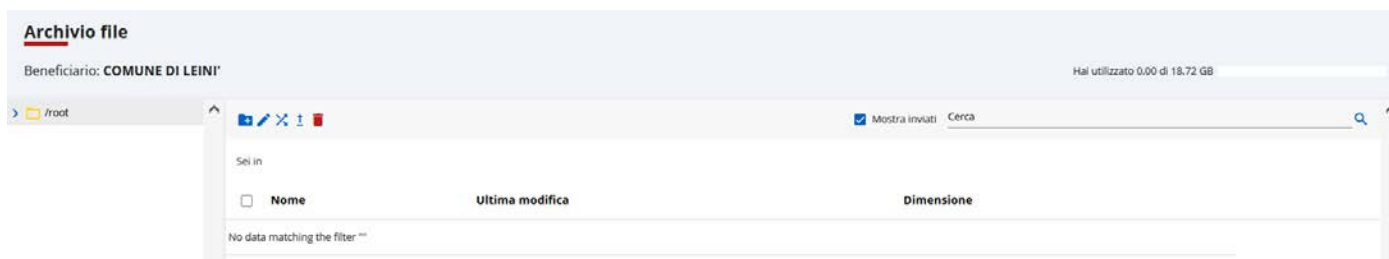 Archivio file
Beneficiario: COMUNE DI LEINI'
Hai utilizzato 0.00 di 18.72 GB
/root
Mostra inviati Cerca
Sei in
Nome Ultima modifica Dimensione
No data matching the filter ""